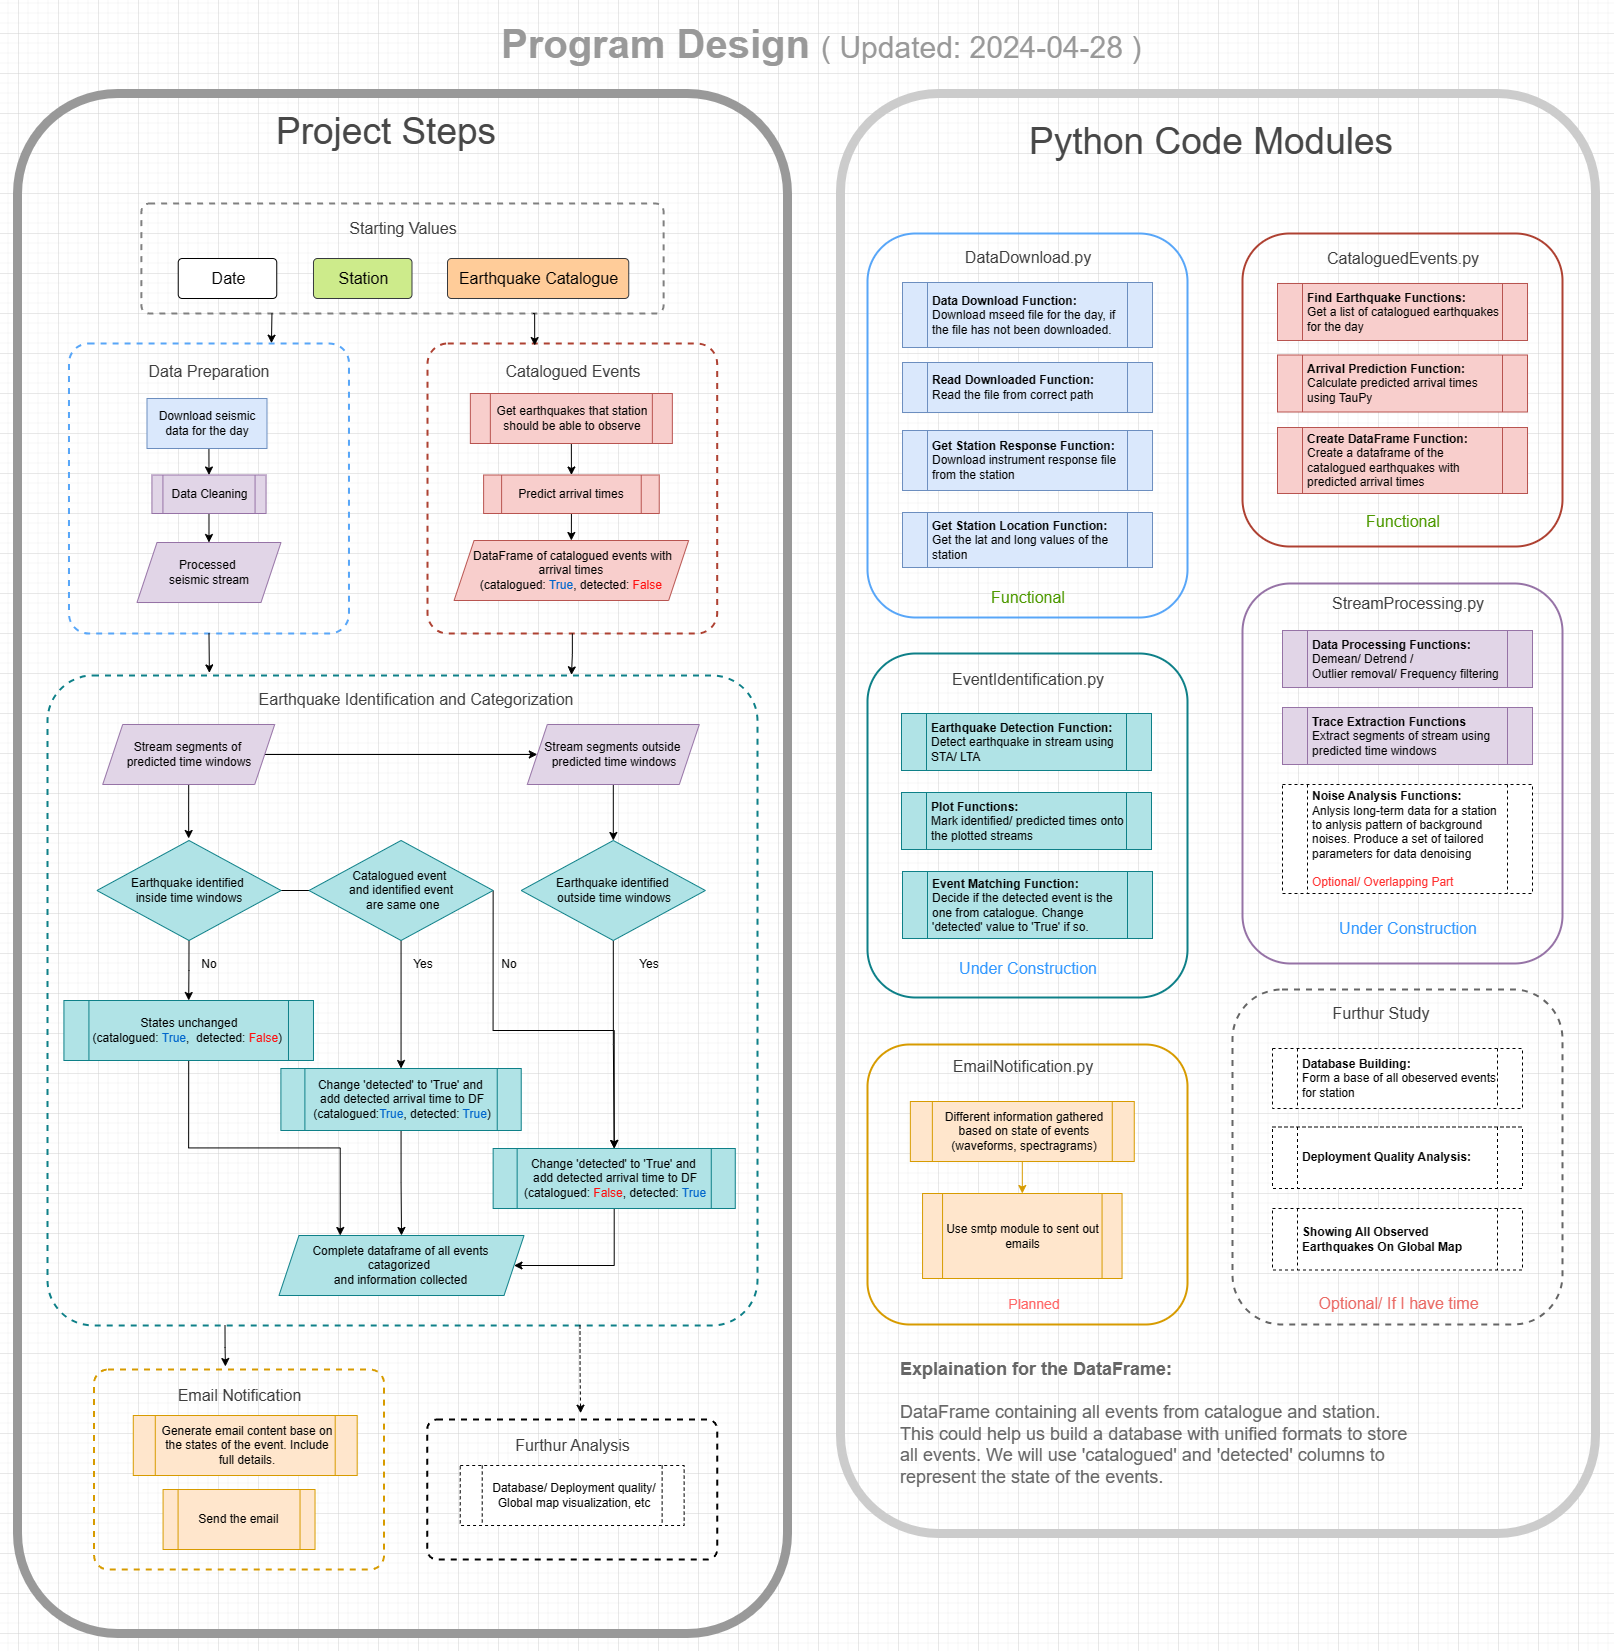 Program Design ( Updated: 2024-04-28 )
Project Steps
Starting Values
Date
Station
Earthquake Catalogue
Data Preparation
Download seismic
data for the day
Data Cleaning
Processed
seismic stream
Catalogued Events
Get earthquakes that station
should be able to observe
Predict arrival times
DataFrame of catalogued events with
arrival times
(catalogued: True, detected: False
Earthquake Identification and Categorization
Stream segments of
predicted time windows
Stream segments outside
predicted time windows
Earthquake identified
inside time windows
Catalogued event
and identified event
are same one
Earthquake identified
outside time windows
No
Yes
No
Yes
States unchanged
(catalogued: True, detected: False)
Change 'detected' to 'True' and
add detected arrival time to DF
(catalogued:True, detected: True)
Change 'detected' to 'True' and
add detected arrival time to DF
(catalogued: False, detected: True
Complete dataframe of all events
catagorized
and information collected
Email Notification
Generate email content base on
the states of the event. Include
full details.
Send the email
Furthur Analysis
Database/ Deployment quality/
Global map visualization, etc
Python Code Modules
DataDownload.py
Data Download Function:
Download mseed file for the day, if
the file has not been downloaded.
Read Downloaded Function:
Read the file from correct path
Get Station Response Function:
Download instrument response file
from the station
Get Station Location Function:
Get the lat and long values of the
station
Functional
CataloguedEvents.py
Find Earthquake Functions:
Get a list of catalogued earthquakes
for the day
Arrival Prediction Function:
Calculate predicted arrival times
using TauPy
Create DataFrame Function:
Create a dataframe of the
catalogued earthquakes with
predicted arrival times
Functional
EventIdentification.py
Earthquake Detection Function:
Detect earthquake in stream using
STA/ LTA
Plot Functions:
Mark identified/ predicted times onto
the plotted streams
Event Matching Function:
Decide if the detected event is the
one from catalogue. Change
'detected' value to 'True' if so.
Under Construction
StreamProcessing.py
Data Processing Functions:
Demean/ Detrend /
Outlier removal/ Frequency filtering
Trace Extraction Functions
Extract segments of stream using
predicted time windows
Noise Analysis Functions:
Anlysis long-term data for a station
to anlysis pattern of background
noises. Produce a set of tailored
parameters for data denoising
Optional/ Overlapping Part
Under Construction
EmailNotification.py
Different information gathered
based on state of events
(waveforms, spectragrams)
Use smtp module to sent out
emails
Planned
Furthur Study
Database Building:
Form a base of all obeserved events
for station
Deployment Quality Analysis:
Showing All Observed
Earthquakes On Global Map
Optional/ If I have time
Explaination for the DataFrame:
DataFrame containing all events from catalogue and station.
This could help us build a database with unified formats to store
all events. We will use 'catalogued' and 'detected' columns to
represent the state of the events.